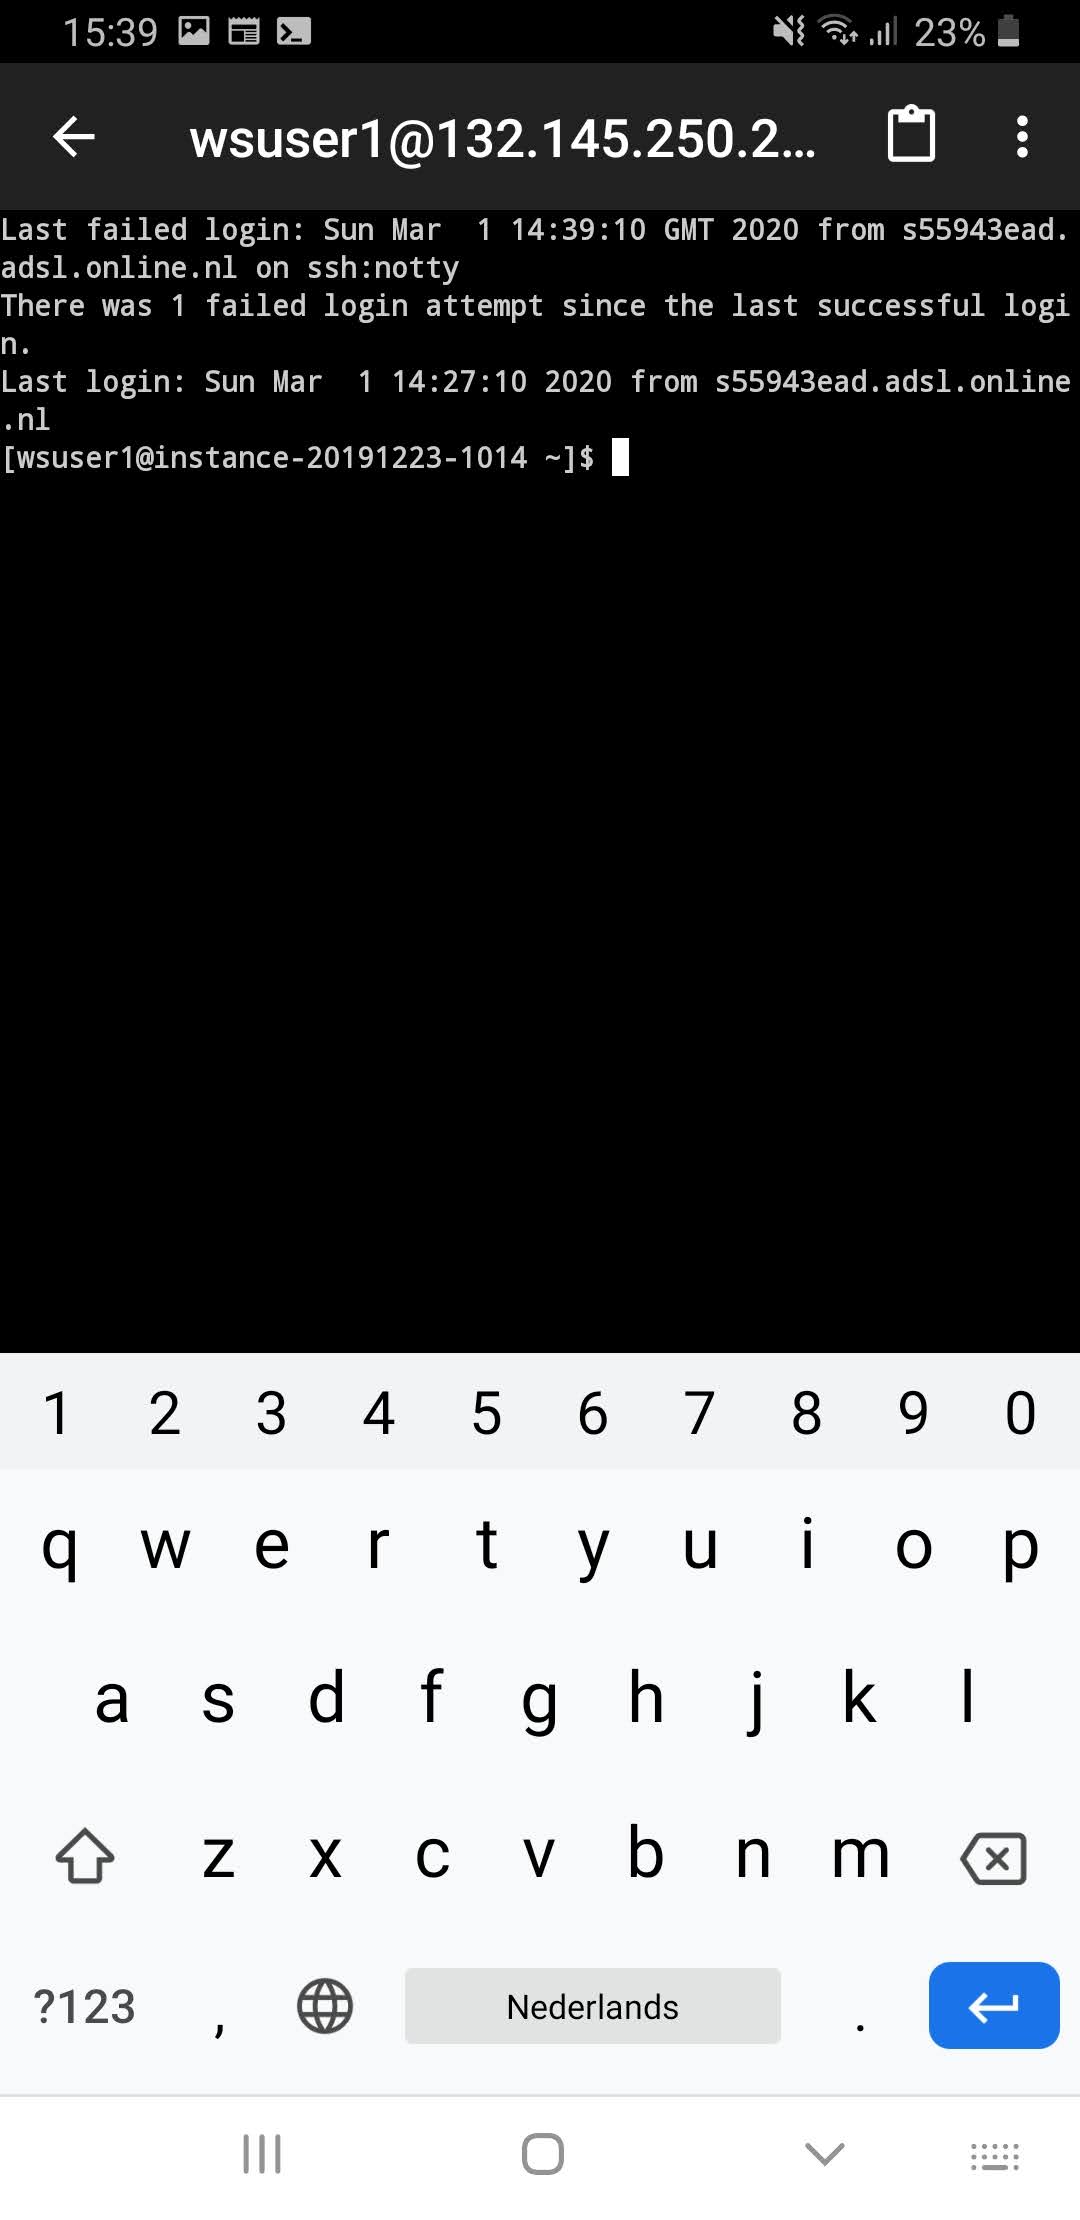 15:39 23%
wsuser1@132.145.250.2...
Last failed login: Sun Mar  1 14:39:10 GMT 2020 from s55943ead.
adsl.online.nl on ssh:notty
There was 1 failed login attempt since the last successful logi
n.
Last login: Sun Mar  1 14:27:10 2020 from s55943ead.adsl.online
.nl
[wsuser1@instance-20191223-1014 ~]$
1 2 3 4 5 6 7 8 9 0
q w e r t y u i o p
a s d f g h j k l
z x c v b n m
?123 , Nederlands .